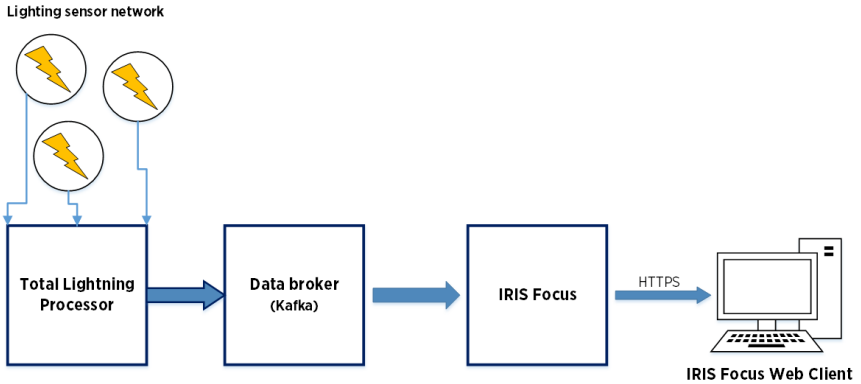 Lighting sensor network
Total Lightning
Processor
Data broker
(Kafka)
IRIS Focus
HTTPS
IRIS Focus Web Client